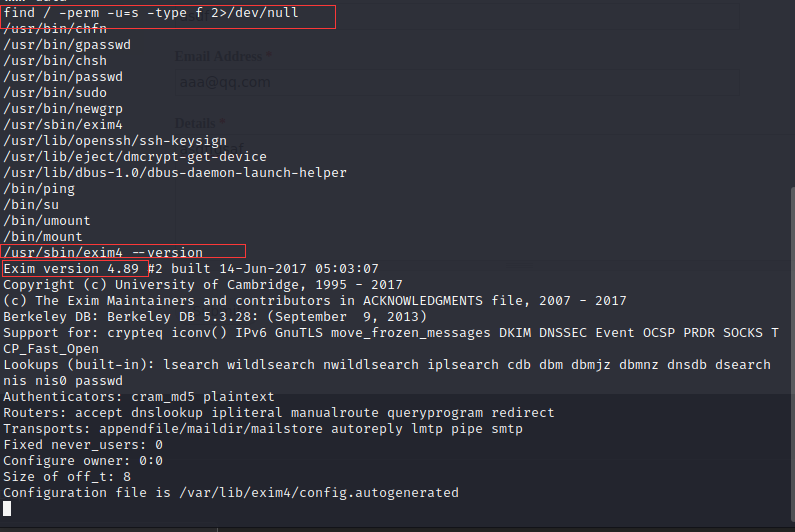 find / -perm -u=s -type f 2>/dev/null
/usr/bin/chfn
/usr/bin/gpasswd
Email Address *
/usr/bin/chsh
/usr/bin/passwd
aaa@qq.com
/usr/bin/sudo
/usr/bin/newgrp
/usr/sbin/exim4
Details *
/usr/lib/openssh/ssh-keysign
/usr/lib/eject/dmcrypt-get-device
/usr/lib/dbus-1.0/dbus-daemon-launch-helper
/bin/ping
/bin/su
/bin/umount
/bin/mount
/usr/sbin/exim4 --version
Exim version 4.89 #2 built 14-Jun-2017 05:03:07
Copyright (c) University of Cambridge, 1995 - 2017
(c) The Exim Maintainers and contributors in ACKNOWLEDGMENTS file, 2007 - 2017
Berkeley DB: Berkeley DB 5.3.28: (September  9, 2013)
Support for: crypteq iconv() IPv6 GnuTLS move_frozen_messages DKIM DNSSEC Event OCSP PRDR SOCKS T
CP_Fast_Open
Lookups (built-in): lsearch wildlsearch nwildlsearch iplsearch cdb dbm dbmjz dbmnz dnsdb dsearch
nis nis0 passwd
Authenticators: cram_md5 plaintext
Routers: accept dnslookup ipliteral manualroute queryprogram redirect
Transports: appendfile/maildir/mailstore autoreply lmtp pipe smtp
Fixed never_users: 0
Configure owner: 0:0
Size of off_t: 8
Configuration file is /var/lib/exim4/config.autogenerated